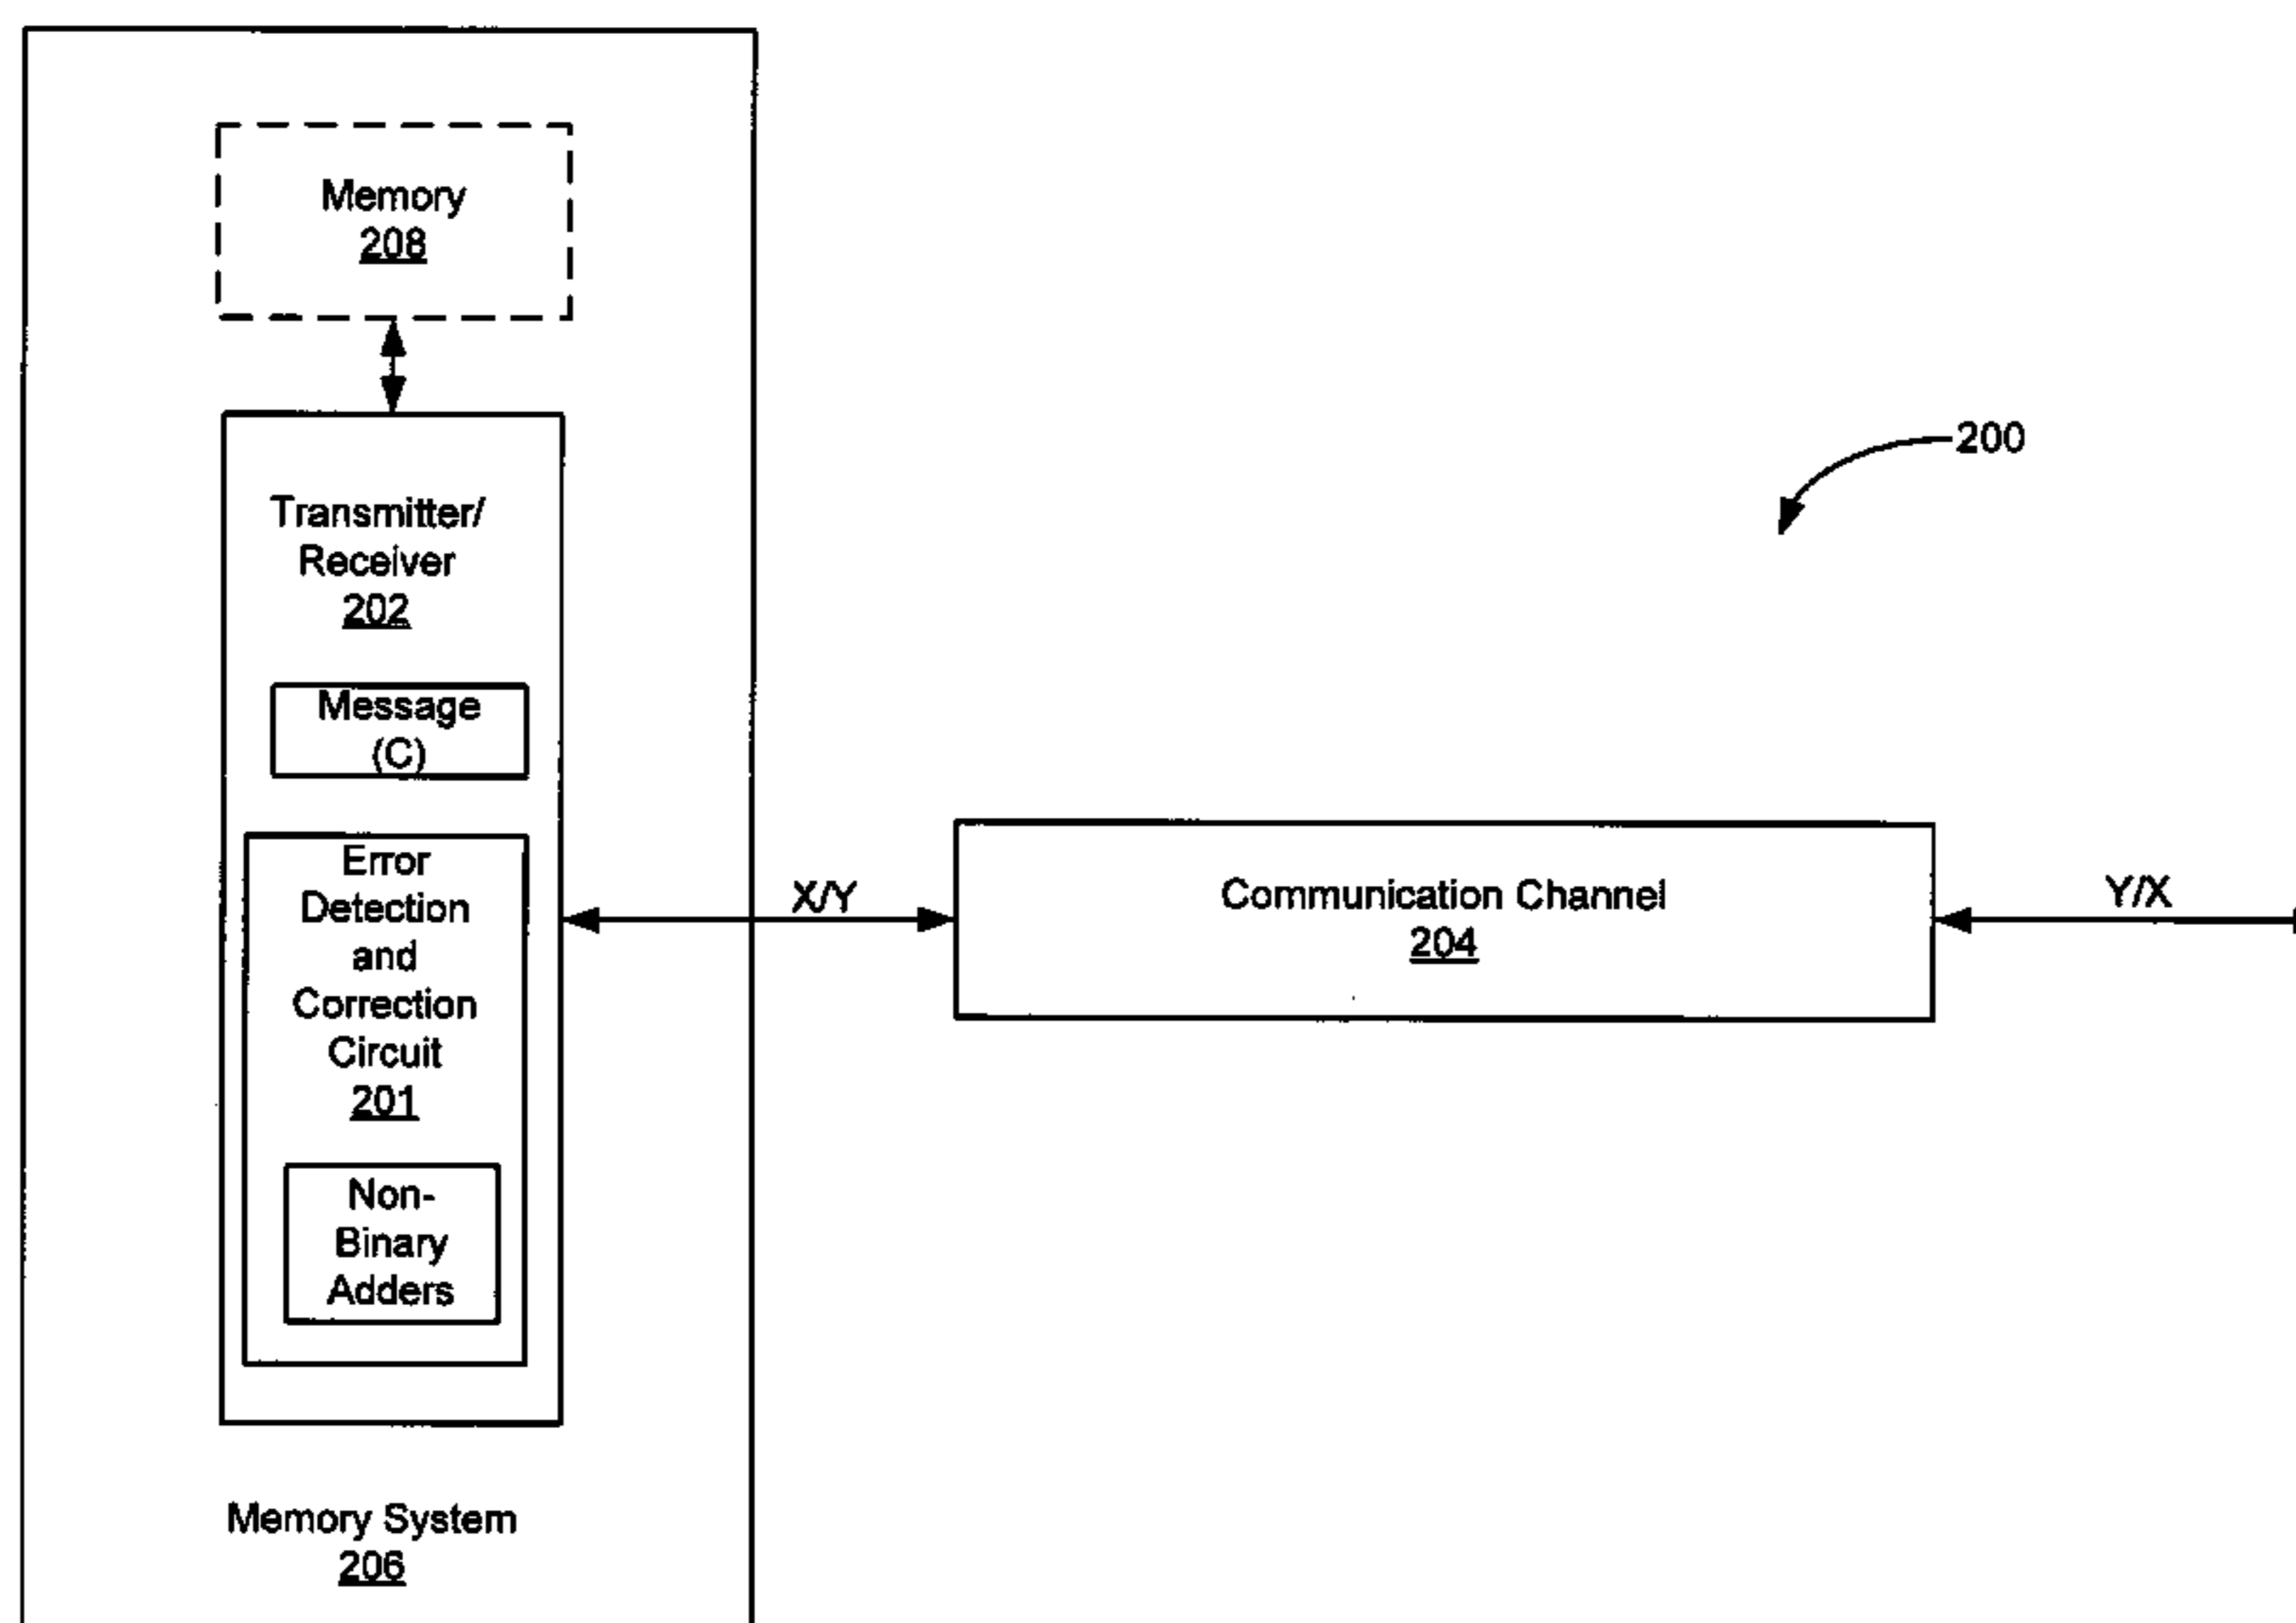 Memory
208
Transmitter/
Receiver
202
Message
(C)
Error
Detection
and
Correction
Circuit
201
Non-
Binary
Adders
Memory System
206
X/Y
Communication Channel
204
Y/X
200